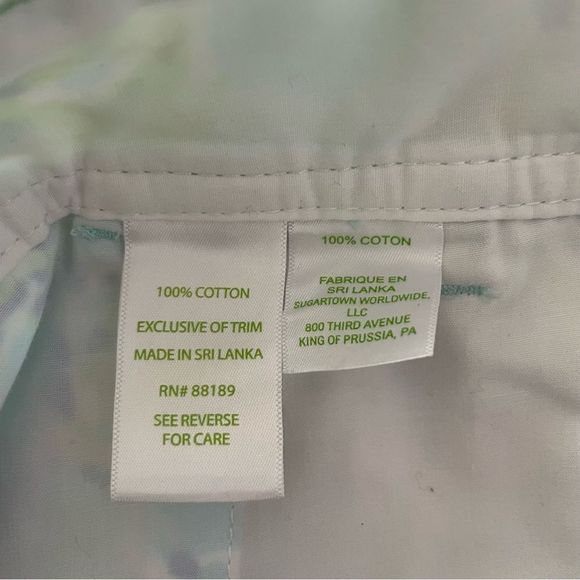 100% COTTON
EXCLUSIVE OF TRIM
MADE IN SRI LANKA
RN# 88189
SEE REVERSE
FOR CARE
100% COTON
FABRIQUE EN
SRI LANKA
SUGARTOWN WORLDWIDE,
LLC
800 THIRD AVENUE
KING OF PRUSSIA, PA